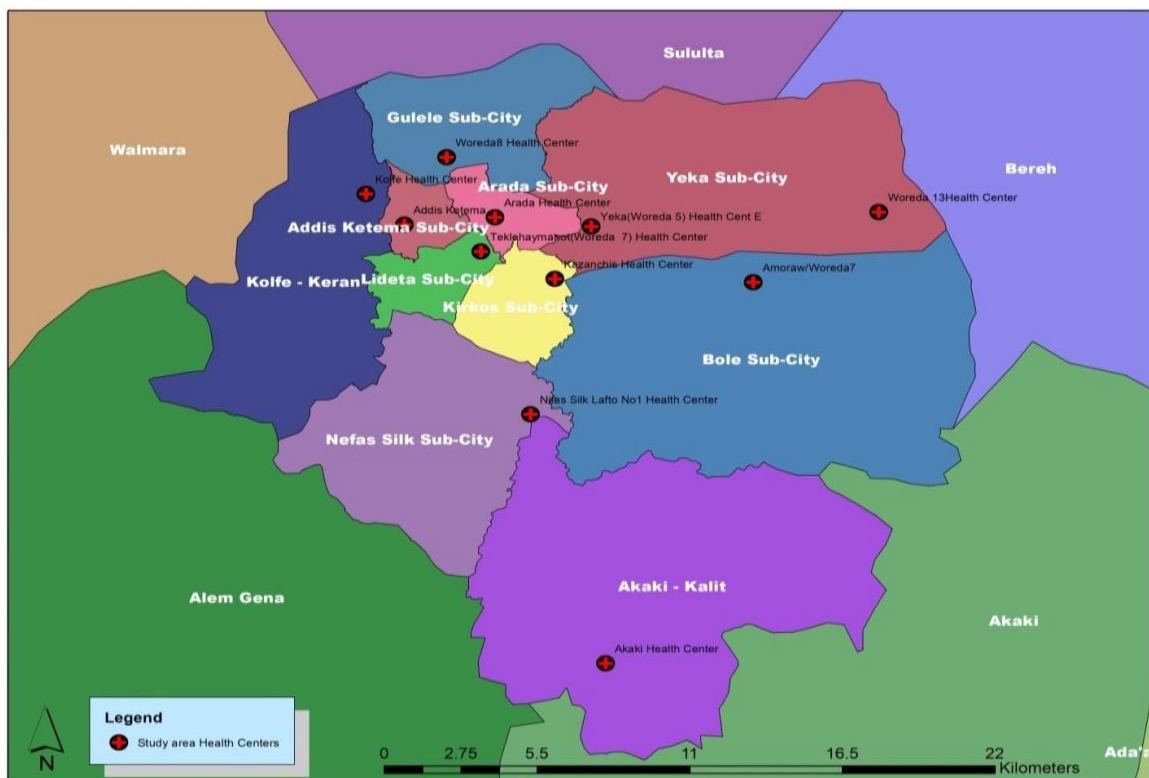 Sululta
Gulele Sub-City
Walmara
Woreda8 Health Center
Bereh
Yeka Sub-City
Kolfe Health Center
Arada Sub-City
Woreda 13Health Center
Addis Ketema
Arada Health Center
Yeka(Woreda 5) Health Cent E
Addis Ketema Sub-City
Teklehaymanot(Woreda 7) Health Center
Kolfe - Keran
Lideta Sub-City
Kazanchis Health Center
Amoraw/Woreda7
Kirkos Sub-City
Bole Sub-City
Nifas Silk Lafto No1 Health Center
Nefas Silk Sub-City
Akaki - Kalit
Alem Gena
Akaki
Akaki Health Center
Legend
Study area Health Centers
N
0 2.75 5.5 11 16.5 22
Kilometers
Ada'a